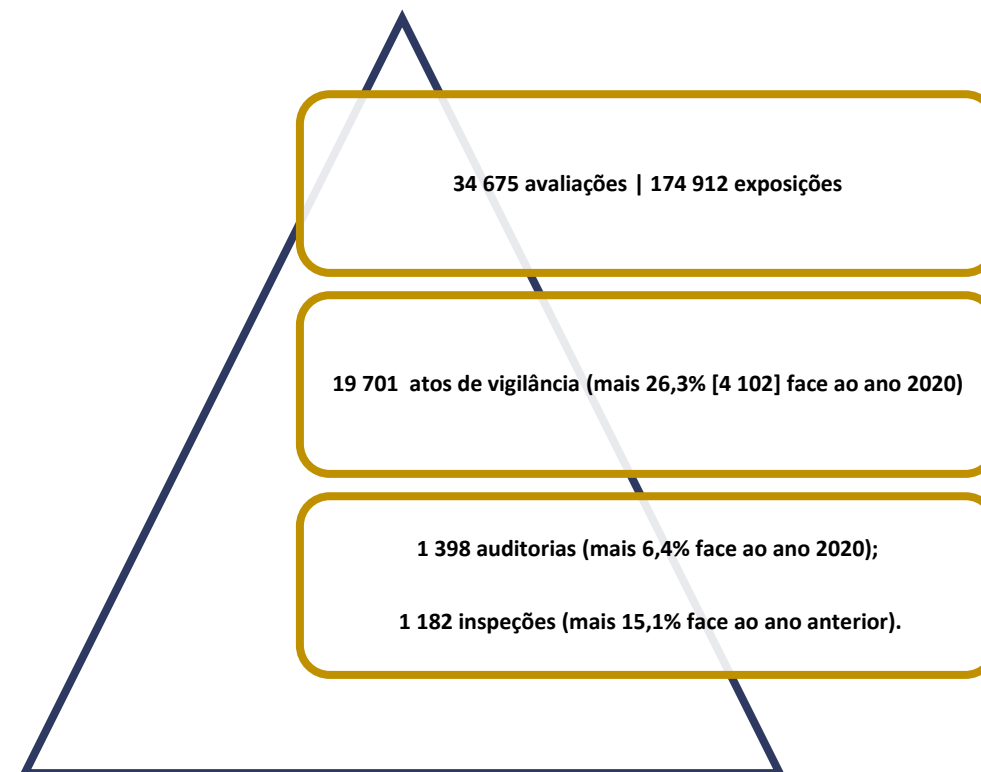 34 675 avaliações | 174 912 exposições
19 701 atos de vigilância (mais 26,3% [4 102] face ao ano 2020)
1 398 auditorias (mais 6,4% face ao ano 2020);
1 182 inspeções (mais 15,1% face ao ano anterior).